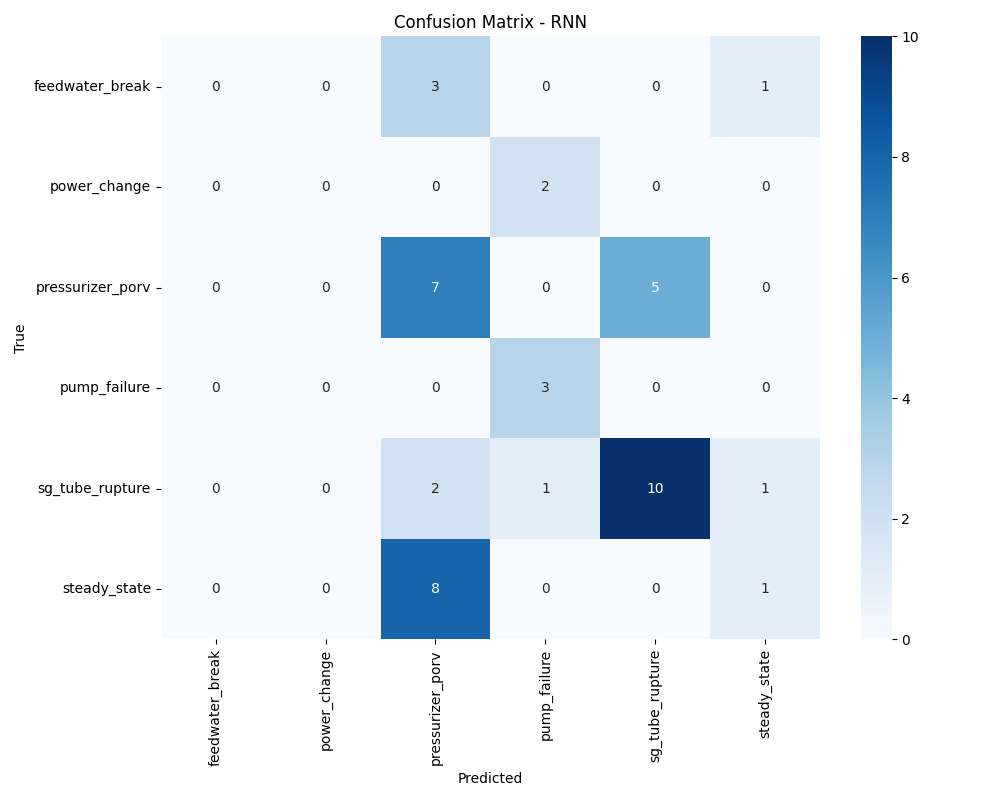 Confusion Matrix - RNN
True
feedwater_break 0 0 3 0 0 1
power_change 0 0 0 2 0 0
pressurizer_porv 0 0 7 0 5 0
pump_failure 0 0 0 3 0 0
sg_tube_rupture 0 0 2 1 10 1
steady_state 0 0 8 0 0 1
feedwater_break
power_change
pressurizer_porv
pump_failure
sg_tube_rupture
steady_state
Predicted
10
8
6
4
2
0